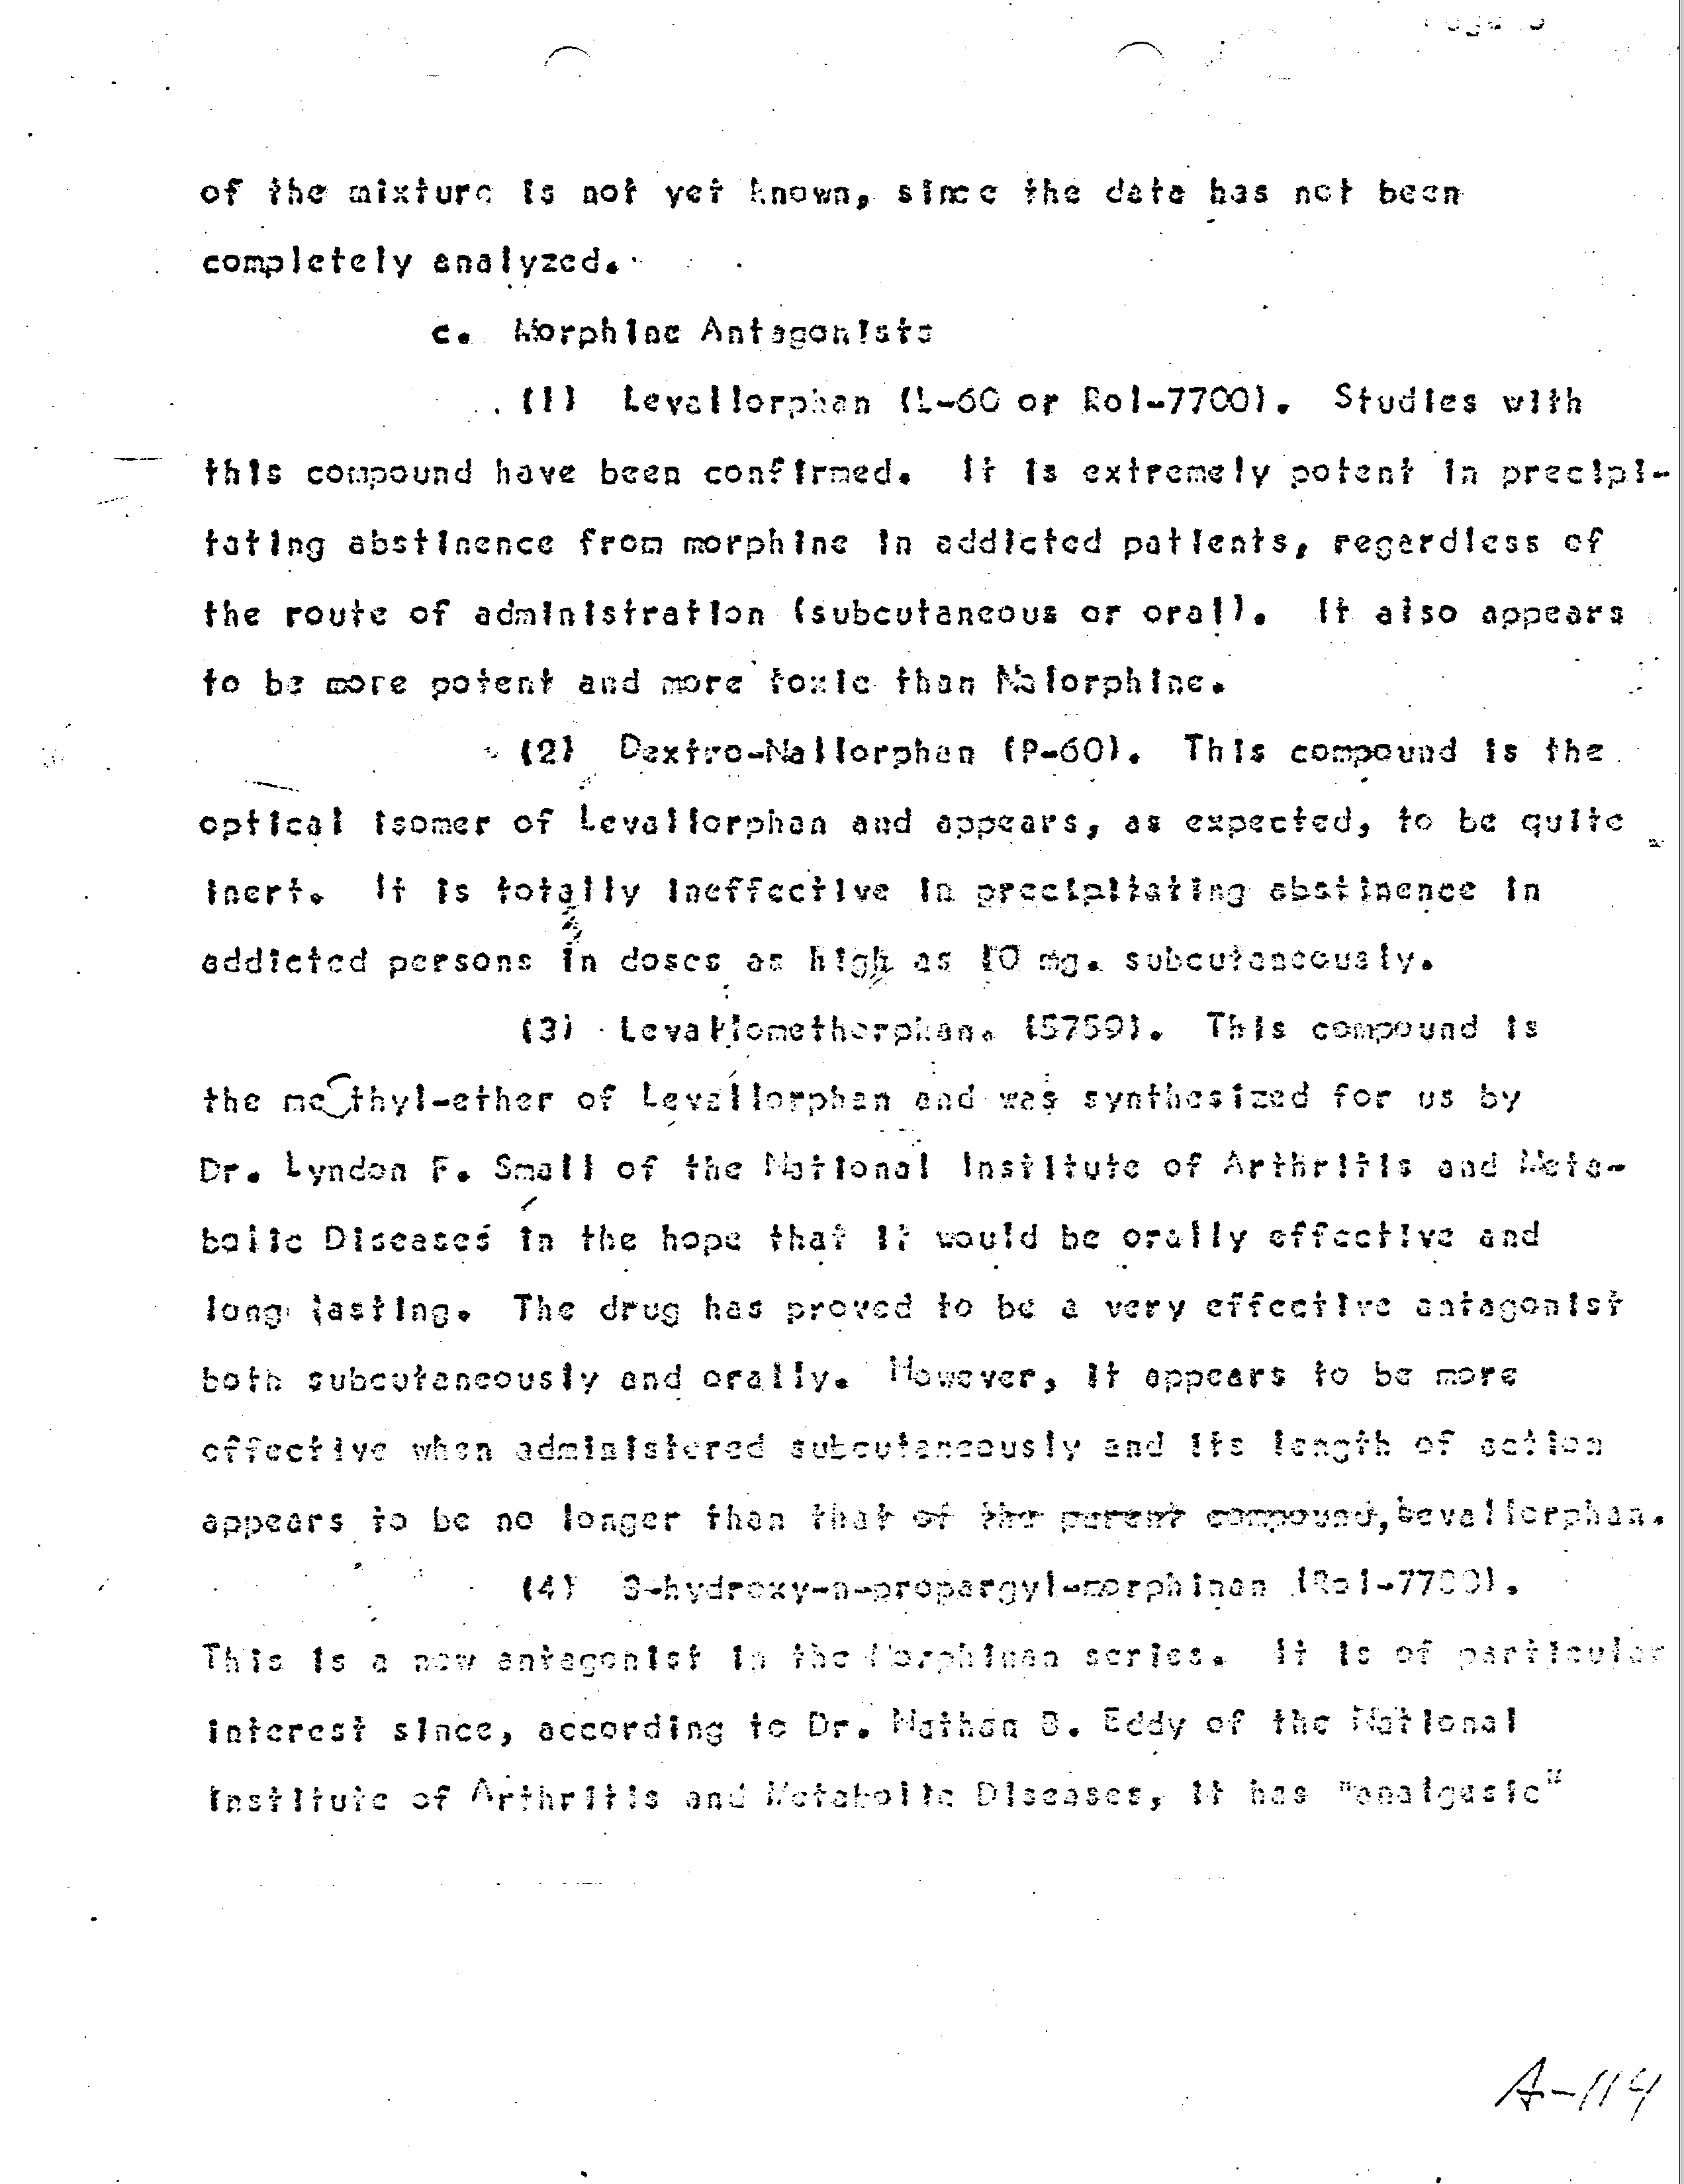 of the mixture is not yet known, since the data has not been
completely analyzed.
c. Morphine Antagonists
(1) Levallorphan (L-60 or Ro1-7700). Studies with
this compound have been confirmed. It is extremely potent in precipi-
tating abstinence from morphine in addicted patients, regardless of
the route of administration (subcutaneous or oral). It also appears
to be more potent and more toxic than Nalorphine.
(2) Dextro-Nallorphan (P-60). This compound is the
optical isomer of Levallorphan and appears, as expected, to be quite
inert. It is totally ineffective in precipitating abstinence in
addicted persons in doses as high as 10 mg. subcutaneously.
(3) Levallomethorphan. (5759). This compound is
the methyl-ether of Levallorphan and was synthesized for us by
Dr. Lyndon F. Small of the National Institute of Arthritis and Meta-
bolic Diseases in the hope that it would be orally effective and
long lasting. The drug has proved to be a very effective antagonist
both subcutaneously and orally. However, it appears to be more
effective when administered subcutaneously and its length of action
appears to be no longer than that of the parent compound, Levallorphan.
(4) 3-hydroxy-n-propargyl-morphinan
This is a new antagonist in the Morphinan series. It is of particular
interest since, according to Dr. Nathan B. Eddy of the National
Institute of Arthritis and Metabolic Diseases, it has "analgesic"
A-114